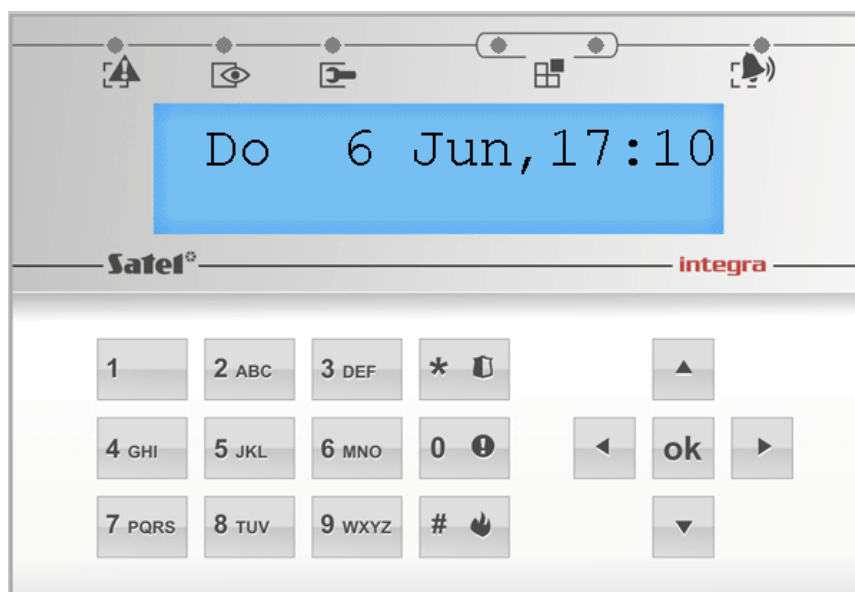 Do 6 Jun,17:10
Satel
integra
1 2 ABC 3 DEF *
4 GHI 5 JKL 6 MNO 0 ok
7 PQRS 8 TUV 9 WXYZ #